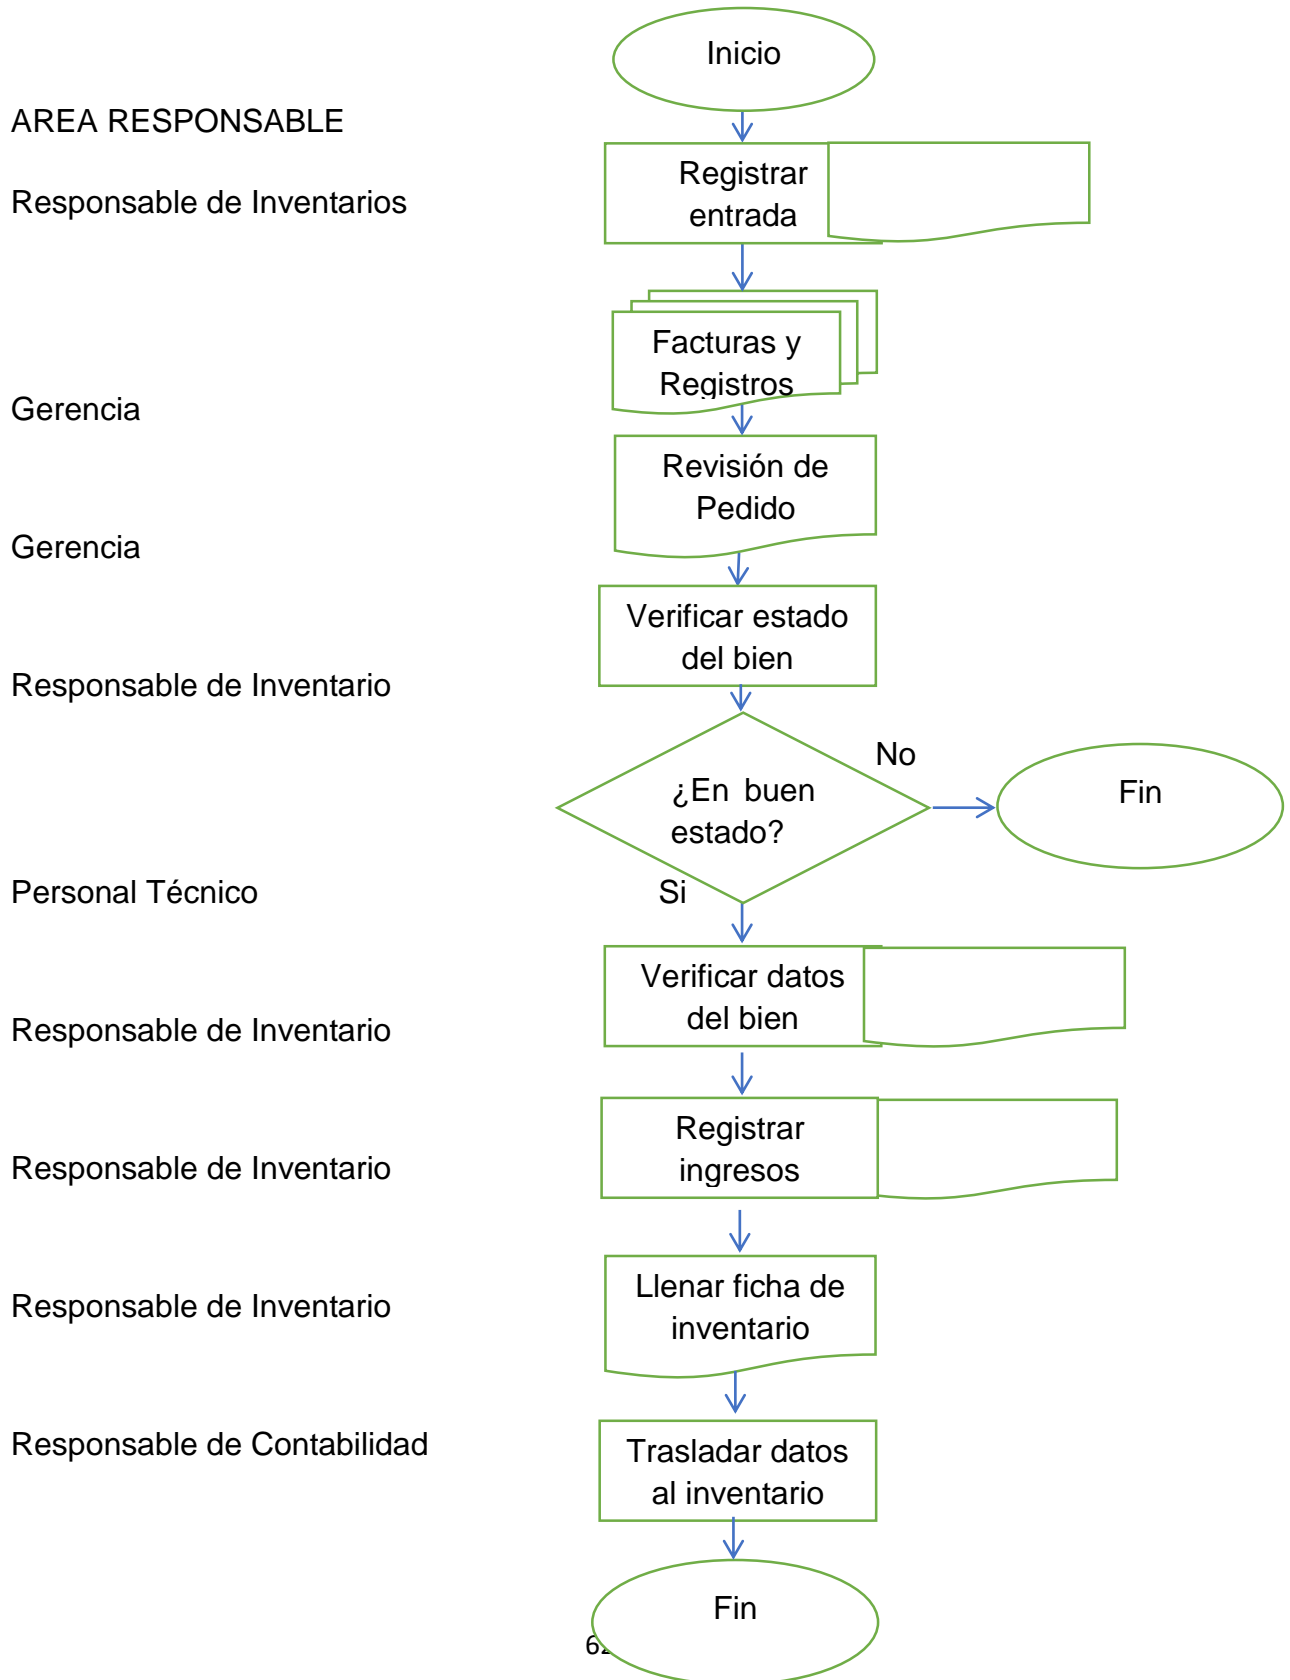 Inicio
AREA RESPONSABLE
Registrar
entrada
Responsable de Inventarios
Facturas y
Registros
Gerencia
Revisión de
Pedido
Gerencia
Verificar estado
del bien
Responsable de Inventario
No
¿En buen
estado?
Fin
Personal Técnico
Si
Verificar datos
del bien
Responsable de Inventario
Registrar
ingresos
Responsable de Inventario
Llenar ficha de
inventario
Responsable de Inventario
Responsable de Contabilidad
Trasladar datos
al inventario
Fin